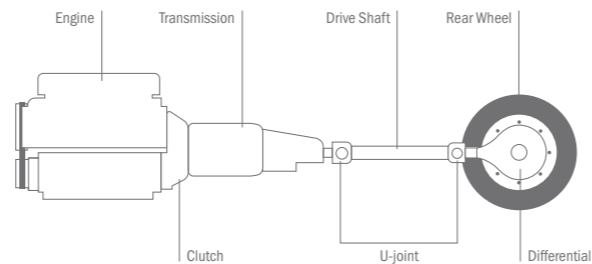 Engine
Transmission
Drive Shaft
Rear Wheel
Clutch
U-joint
Differential